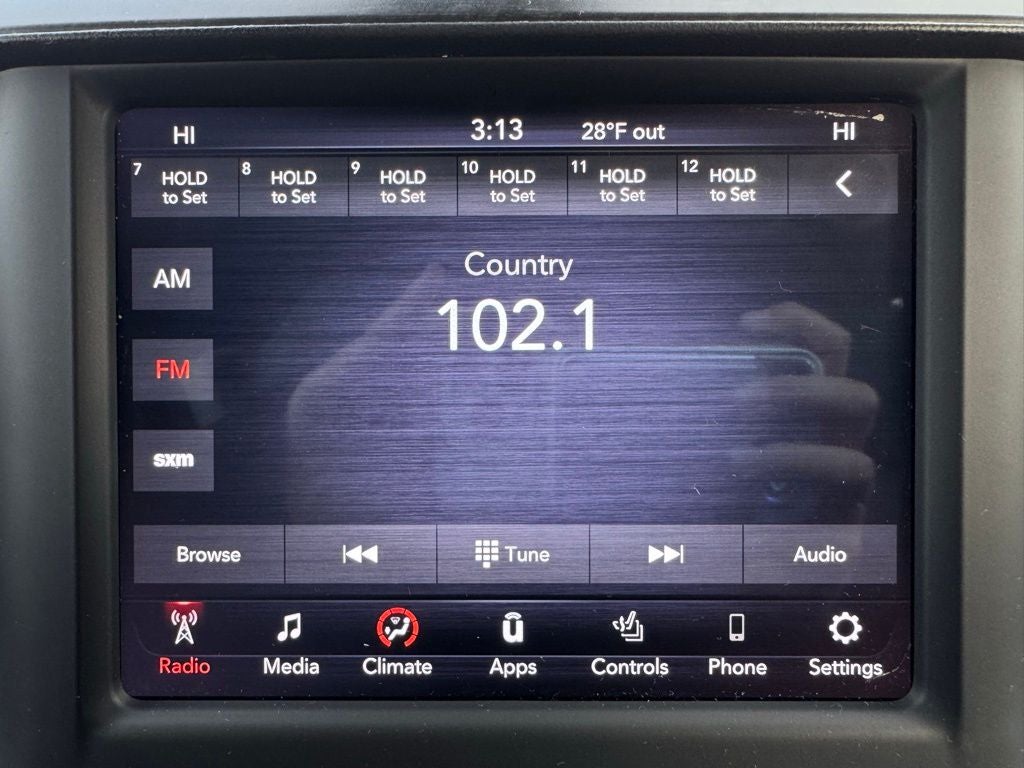 HI 3:13 28°F out HI
7 HOLD to Set
8 HOLD to Set
9 HOLD to Set
10 HOLD to Set
11 HOLD to Set
12 HOLD to Set
AM
Country
102.1
FM
sxm
Browse Tune Audio
Radio Media Climate Apps Controls Phone Settings